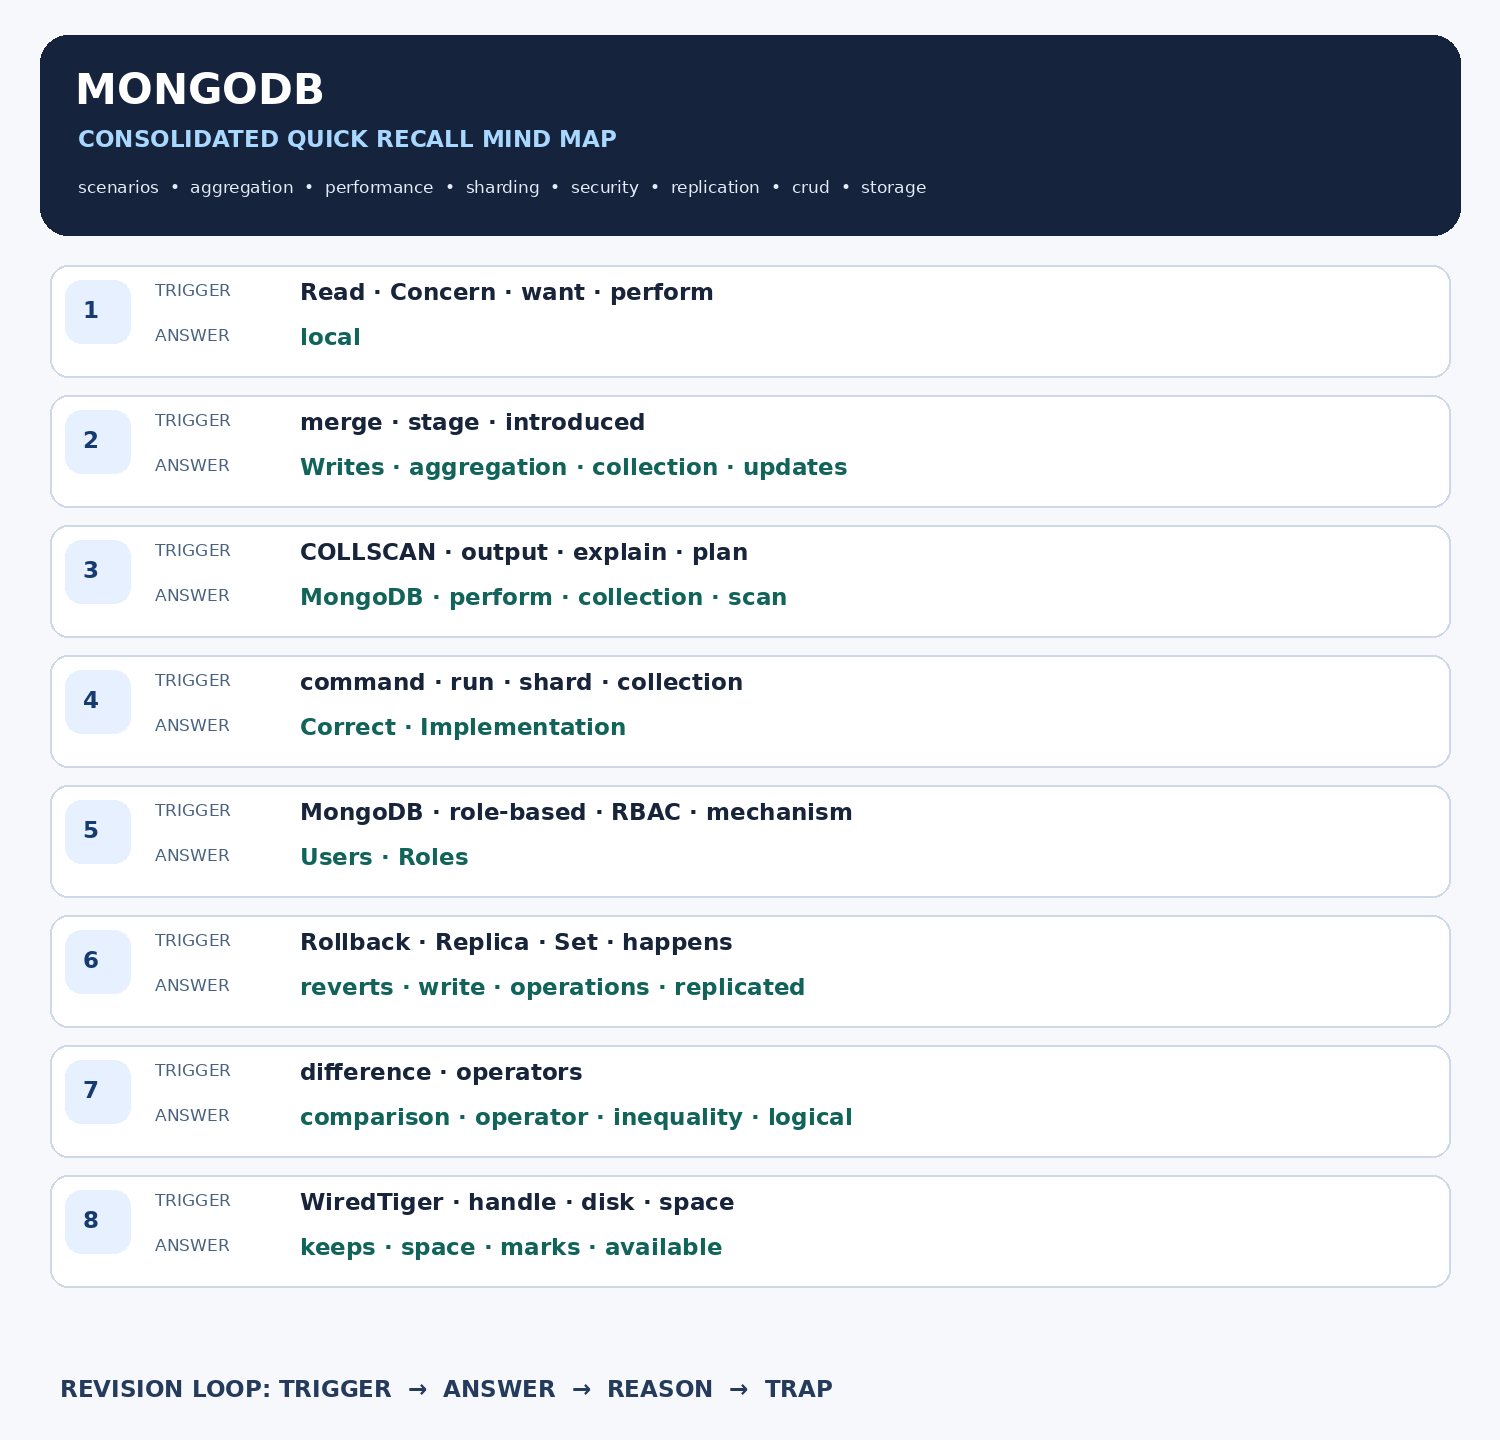 MONGODB
CONSOLIDATED QUICK RECALL MIND MAP
scenarios • aggregation • performance • sharding • security • replication • crud • storage
1
TRIGGER Read · Concern · want · perform
ANSWER local
2
TRIGGER merge · stage · introduced
ANSWER Writes · aggregation · collection · updates
3
TRIGGER COLLSCAN · output · explain · plan
ANSWER MongoDB · perform · collection · scan
4
TRIGGER command · run · shard · collection
ANSWER Correct · Implementation
5
TRIGGER MongoDB · role-based · RBAC · mechanism
ANSWER Users · Roles
6
TRIGGER Rollback · Replica · Set · happens
ANSWER reverts · write · operations · replicated
7
TRIGGER difference · operators
ANSWER comparison · operator · inequality · logical
8
TRIGGER WiredTiger · handle · disk · space
ANSWER keeps · space · marks · available
REVISION LOOP: TRIGGER → ANSWER → REASON → TRAP